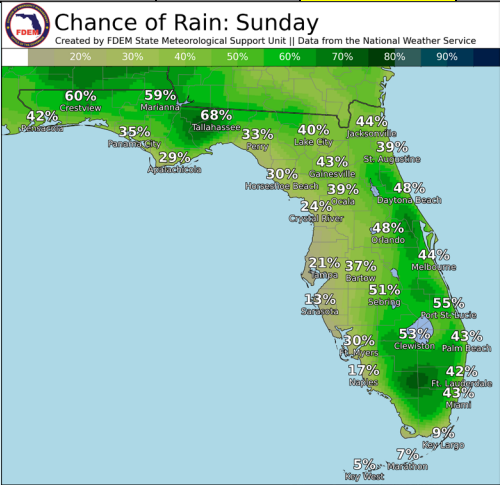 FDEM
Chance of Rain: Sunday
Created by FDEM State Meteorological Support Unit || Data from the National Weather Service
20% 30% 40% 50% 60% 70% 80% 90%
60%
Crestview
59%
Marianna
42%
Pensacola
68%
Tallahassee
35%
Panama City
33%
Perry
40%
Lake City
44%
Jacksonville
39%
St. Augustine
29%
Apalachicola
43%
Gainesville
30%
Horseshoe Beach
39%
Ocala
48%
Daytona Beach
24%
Crystal River
48%
Orlando
44%
Melbourne
21%
Tampa
37%
Bartow
51%
Sebring
13%
Sarasota
55%
Port St. Lucie
53%
Clewiston
43%
Palm Beach
30%
Ft. Myers
17%
Naples
42%
Ft. Lauderdale
43%
Miami
9%
Key Largo
7%
Marathon
5%
Key West